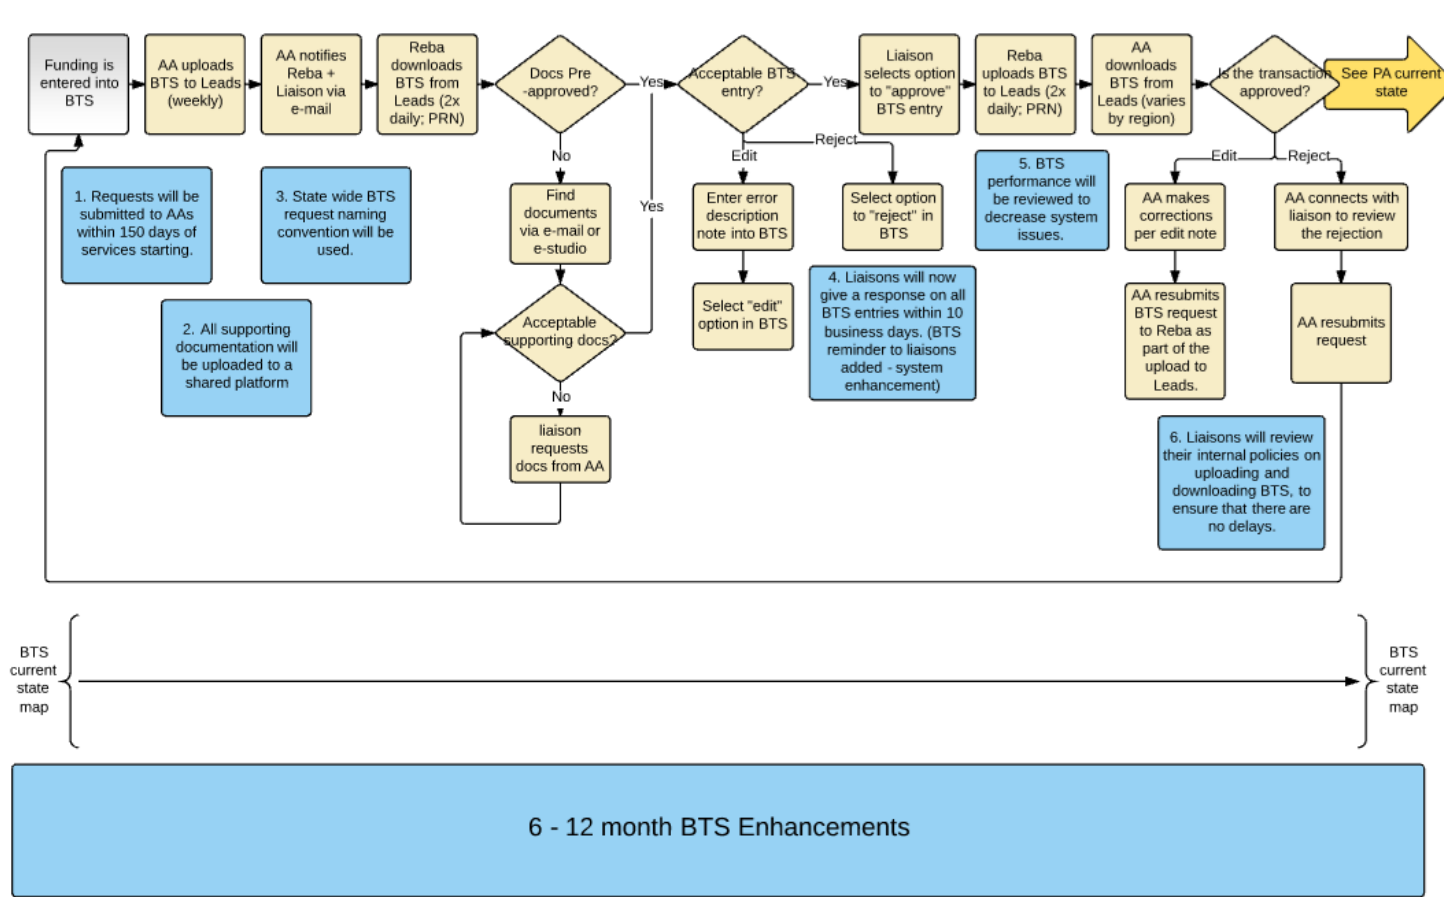 Funding is
entered into
BTS
AA uploads
BTS to Leads
(weekly)
AA notifies
Reba +
Liaison via
e-mail
Reba
downloads
BTS from
Leads (2x
daily; PRN)
Docs Pre
-approved?
Yes
Acceptable BTS
entry?
Yes
Liaison
selects option
to "approve"
BTS entry
Reba
uploads BTS
to Leads (2x
daily; PRN)
AA
downloads
BTS from
Leads (varies
by region)
Is the transaction
approved?
See PA current
state
No
Yes
Edit
Reject
Edit
Reject
1. Requests will be
submitted to AAs
within 150 days of
services starting.
3. State wide BTS
request naming
convention will be
used.
Find
documents
via e-mail or
e-studio
Enter error
description
note into BTS
Select option
to "reject" in
BTS
5. BTS
performance will
be reviewed to
decrease system
issues.
AA makes
corrections
per edit note
AA connects with
liaison to review
the rejection
2. All supporting
documentation will
be uploaded to a
shared platform
Acceptable
supporting docs?
Select "edit"
option in BTS
4. Liaisons will now
give a response on all
BTS entries within 10
business days. (BTS
reminder to liaisons
added - system
enhancement)
AA resubmits
BTS request
to Reba as
part of the
upload to
Leads.
AA resubmits
request
No
liaison
requests
docs from AA
6. Liaisons will review
their internal policies on
uploading and
downloading BTS, to
ensure that there are
no delays.
BTS
current
state
map
BTS
current
state
map
6 - 12 month BTS Enhancements